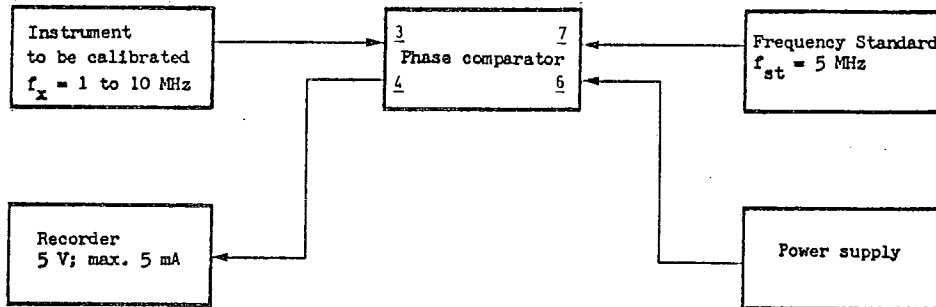 Instrument
to be calibrated
f_x = 1 to 10 MHz
3 7
Phase comparator
4 6
Frequency Standard
f_st = 5 MHz
Recorder
5 V; max. 5 mA
Power supply